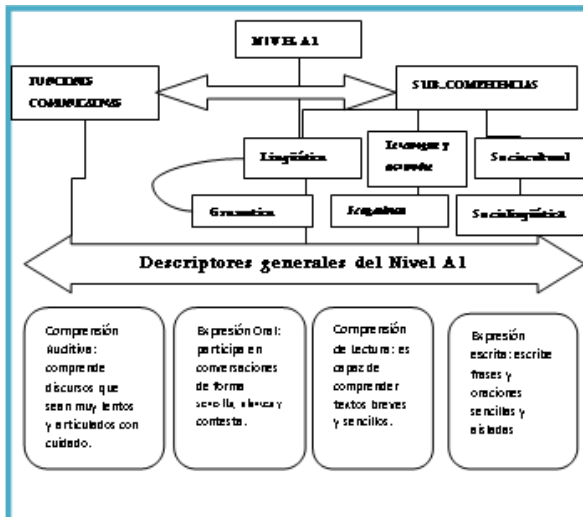 NIVEL A1
FUNCIONES
COMUNICATIVAS
SUB_COMPETENCIAS
Lingüística
y
Sociocultural
Gramática
Sociolingüística
Descriptores generales del Nivel A1
Comprensión
Auditiva:
comprende
discursos que
sean muy lentos
y articulados con
cuidado.
Expresión Oral:
participa en
conversaciones
de forma
sencilla, y
contesta.
Comprensión
de Lectura: es
capaz de
comprender
textos breves
y sencillos.
Expresión
escrita: escribe
frases y
oraciones
sencillas y
aisladas